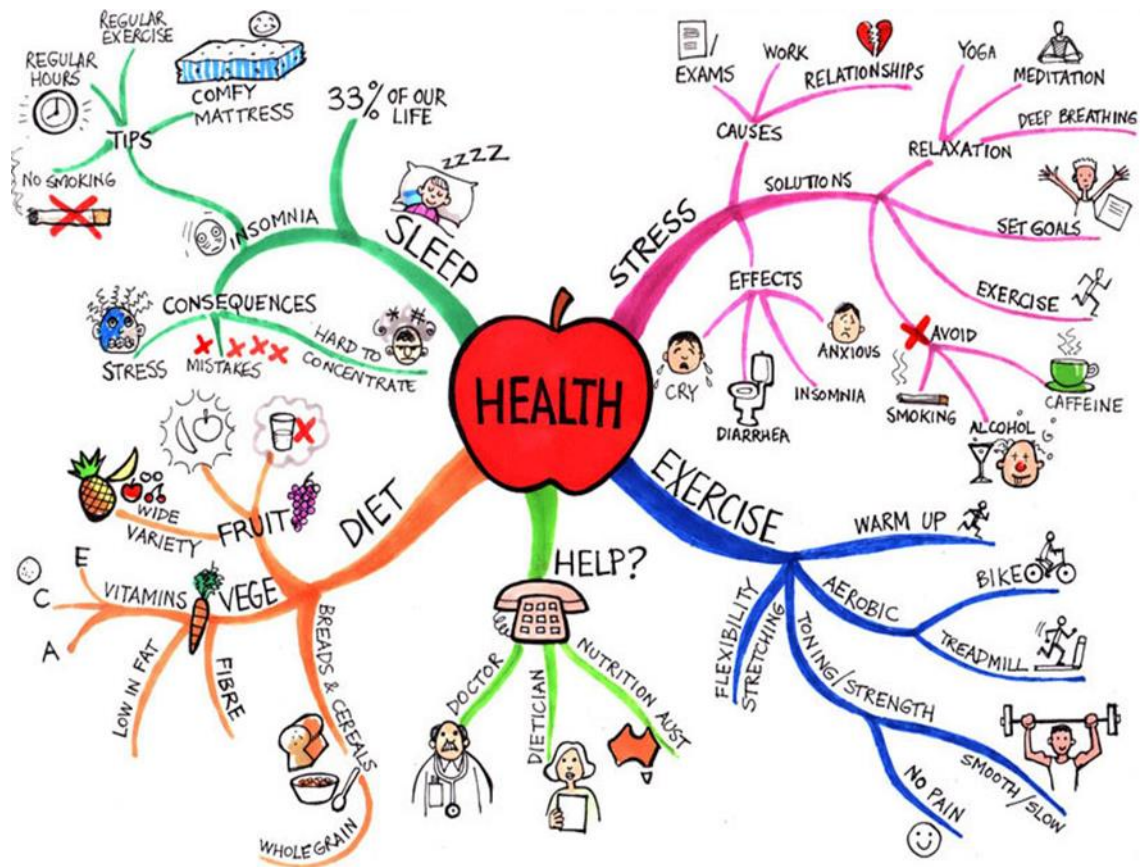 HEALTH
SLEEP
33% OF OUR
LIFE
ZZZZ
INSOMNIA
TIPS
REGULAR
HOURS
REGULAR
EXERCISE
COMFY
MATTRESS
NO SMOKING
CONSEQUENCES
STRESS
MISTAKES
HARD TO
CONCENTRATE
STRESS
CAUSES
EXAMS
WORK
RELATIONSHIPS
SOLUTIONS
RELAXATION
YOGA
MEDITATION
DEEP BREATHING
SET GOALS
EXERCISE
AVOID
SMOKING
ALCOHOL
CAFFEINE
EFFECTS
CRY
DIARRHEA
INSOMNIA
ANXIOUS
EXERCISE
WARM UP
AEROBIC
BIKE
TREADMILL
TONING/STRENGTH
SMOOTH/SLOW
NO PAIN
FLEXIBILITY
STRETCHING
HELP?
DOCTOR
DIETICIAN
NUTRITION AUST
DIET
FRUIT
WIDE
VARIETY
VEGE
VITAMINS
E
C
A
LOW IN FAT
FIBRE
BREADS & CEREALS
WHOLEGRAIN